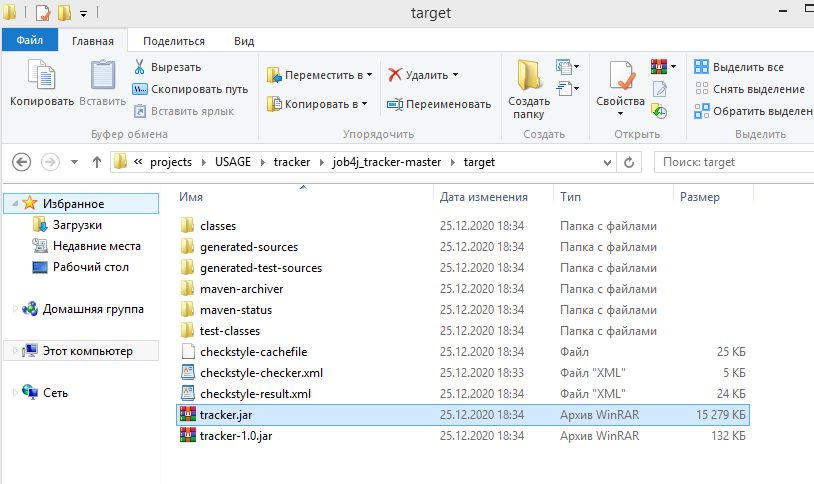 target
Файл Главная Поделиться Вид
Копировать
Вставить
Вырезать
Скопировать путь
Вставить ярлык
Буфер обмена
Переместить в
Копировать в
Удалить
Переименовать
Упорядочить
Создать папку
Создать
Свойства
Открыть
Выделить все
Снять выделение
Обратить выделен
Выделить
« projects USAGE tracker job4j_tracker-master target
Поиск: target
Избранное
Загрузки
Недавние места
Рабочий стол
Домашняя группа
Этот компьютер
Сеть
Имя Дата изменения Тип Размер
classes 25.12.2020 18:34 Папка с файлами
generated-sources 25.12.2020 18:34 Папка с файлами
generated-test-sources 25.12.2020 18:34 Папка с файлами
maven-archiver 25.12.2020 18:34 Папка с файлами
maven-status 25.12.2020 18:34 Папка с файлами
test-classes 25.12.2020 18:34 Папка с файлами
checkstyle-cachefile 25.12.2020 18:34 Файл 25 КБ
checkstyle-checker.xml 25.12.2020 18:33 Файл "XML" 5 КБ
checkstyle-result.xml 25.12.2020 18:34 Файл "XML" 24 КБ
tracker.jar 25.12.2020 18:34 Архив WinRAR 15 279 КБ
tracker-1.0.jar 25.12.2020 18:34 Архив WinRAR 132 КБ